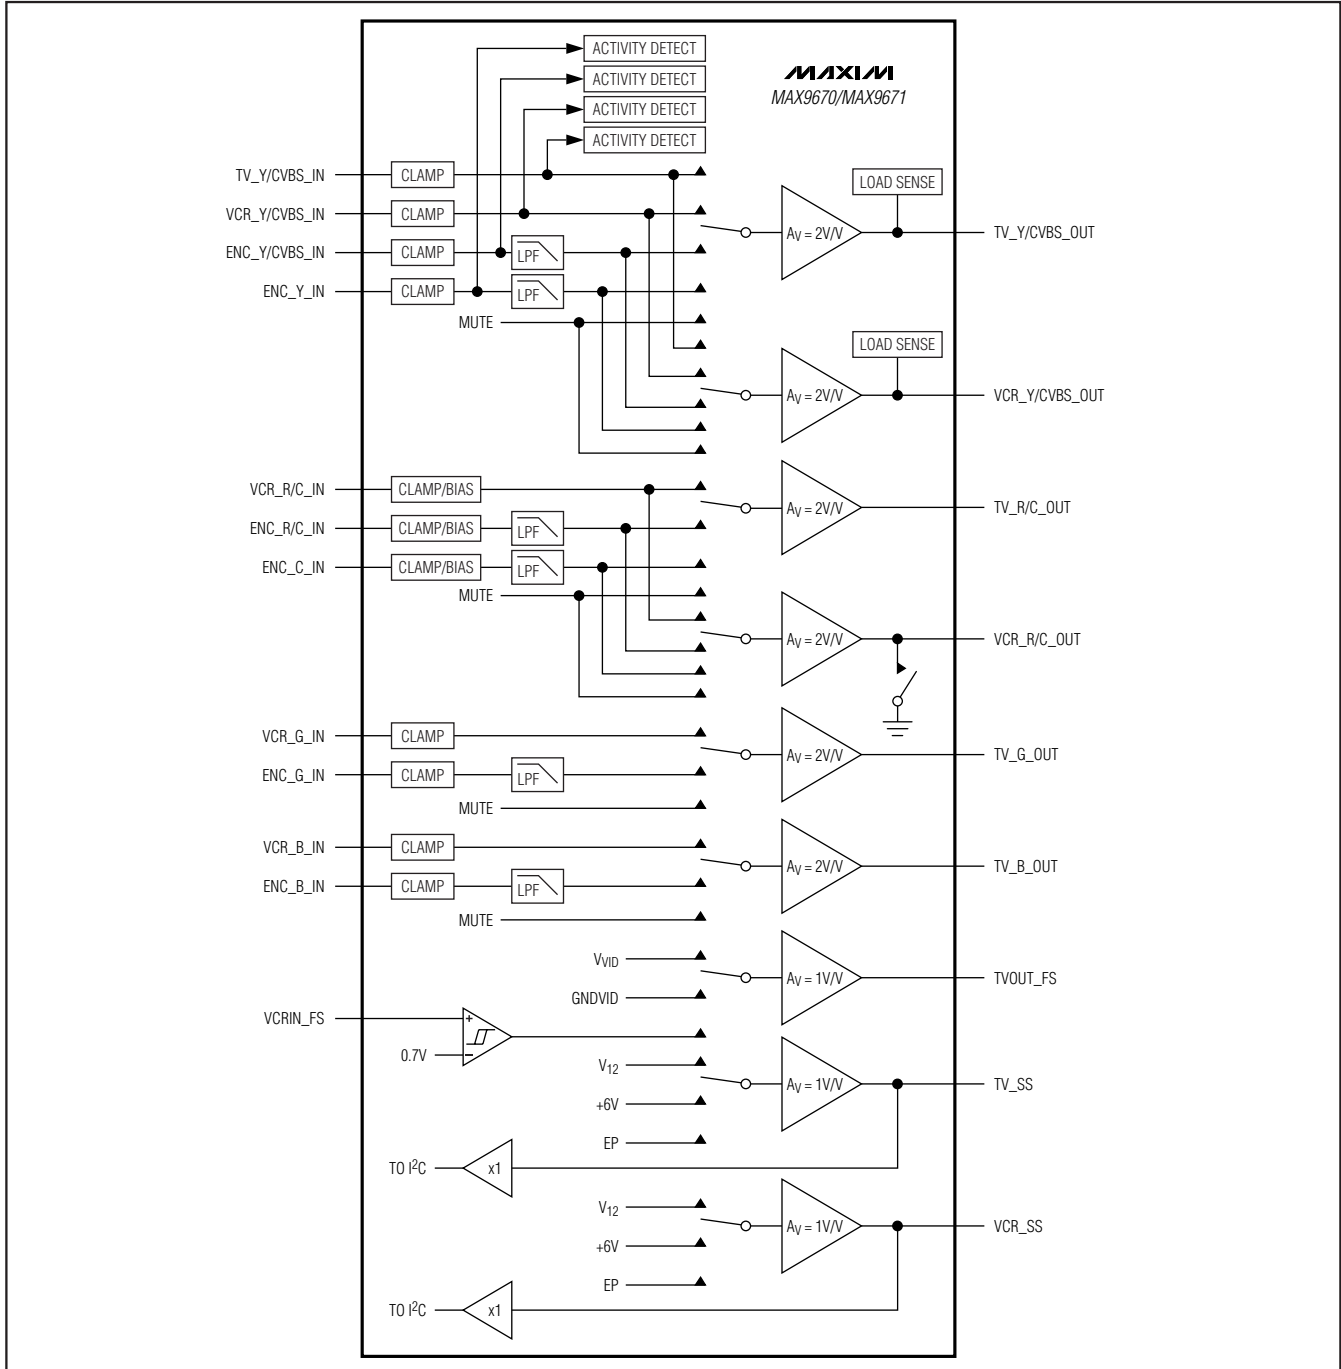 ACTIVITY DETECT
MAXIM
ACTIVITY DETECT
MAX9670/MAX9671
ACTIVITY DETECT
ACTIVITY DETECT
TV_Y/CVBS_IN
CLAMP
LOAD SENSE
VCR_Y/CVBS_IN
CLAMP
AV = 2V/V
TV_Y/CVBS_OUT
ENC_Y/CVBS_IN
CLAMP
LPF
ENC_Y_IN
CLAMP
LPF
MUTE
LOAD SENSE
AV = 2V/V
VCR_Y/CVBS_OUT
VCR_R/C_IN
CLAMP/BIAS
AV = 2V/V
TV_R/C_OUT
ENC_R/C_IN
CLAMP/BIAS
LPF
ENC_C_IN
CLAMP/BIAS
LPF
MUTE
AV = 2V/V
VCR_R/C_OUT
VCR_G_IN
CLAMP
AV = 2V/V
TV_G_OUT
ENC_G_IN
CLAMP
LPF
MUTE
VCR_B_IN
CLAMP
AV = 2V/V
TV_B_OUT
ENC_B_IN
CLAMP
LPF
MUTE
VVID
AV = 1V/V
TVOUT_FS
GNDVID
VCRIN_FS
+
0.7V
−
V12
AV = 1V/V
TV_SS
+6V
EP
TO I²C
x1
V12
AV = 1V/V
VCR_SS
+6V
EP
TO I²C
x1